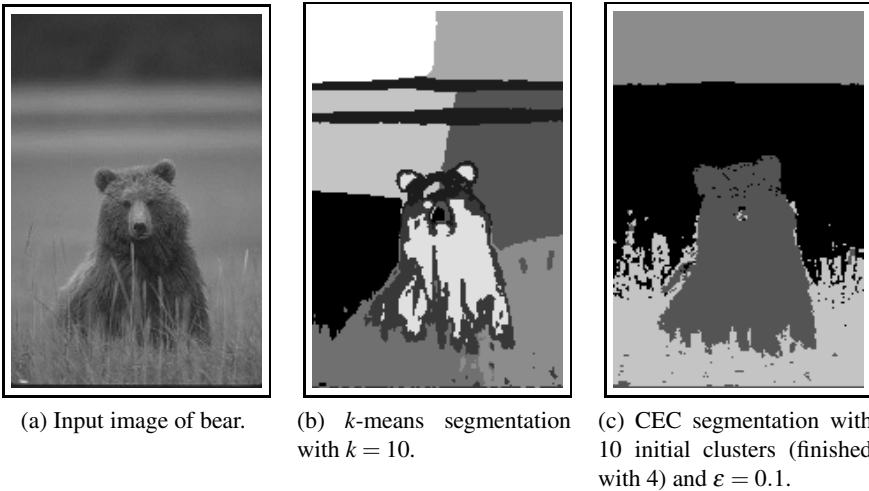 (a) Input image of bear.
(b) k-means segmentation
with k = 10.
(c) CEC segmentation with
10 initial clusters (finished
with 4) and ε = 0.1.